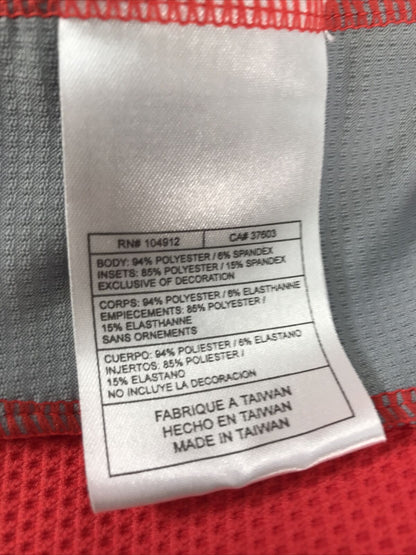 RN# 104912 CA# 37603
BODY: 94% POLYESTER / 6% SPANDEX
INSETS: 85% POLYESTER / 15% SPANDEX
EXCLUSIVE OF DECORATION
CORPS: 94% POLYESTER / 6% ELASTHANNE
EMPIECEMENTS: 85% POLYESTER /
15% ELASTHANNE
SANS ORNEMENTS
CUERPO: 94% POLIESTER / 6% ELASTANO
INJERTOS: 85% POLIESTER /
15% ELASTANO
NO INCLUYE LA DECORACION
FABRIQUE A TAIWAN
HECHO EN TAIWAN
MADE IN TAIWAN